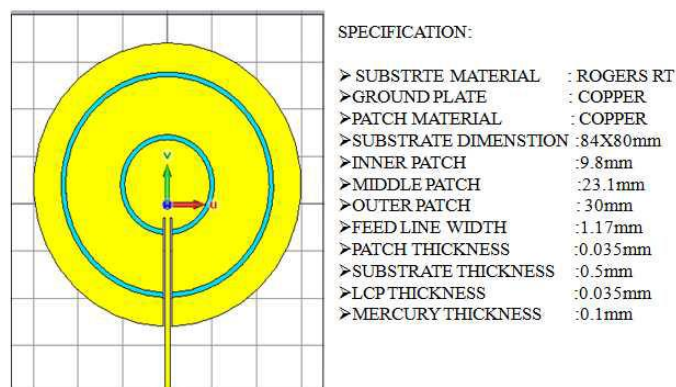 SPECIFICATION:
➢ SUBSTRTE MATERIAL : ROGERS RT
➢GROUND PLATE : COPPER
➢PATCH MATERIAL : COPPER
➢SUBSTRATE DIMENSTION :84X80mm
➢INNER PATCH :9.8mm
➢MIDDLE PATCH :23.1mm
➢OUTER PATCH : 30mm
➢FEED LINE WIDTH :1.17mm
➢PATCH THICKNESS :0.035mm
➢SUBSTRATE THICKNESS :0.5mm
➢LCP THICKNESS :0.035mm
➢MERCURY THICKNESS :0.1mm
v
u